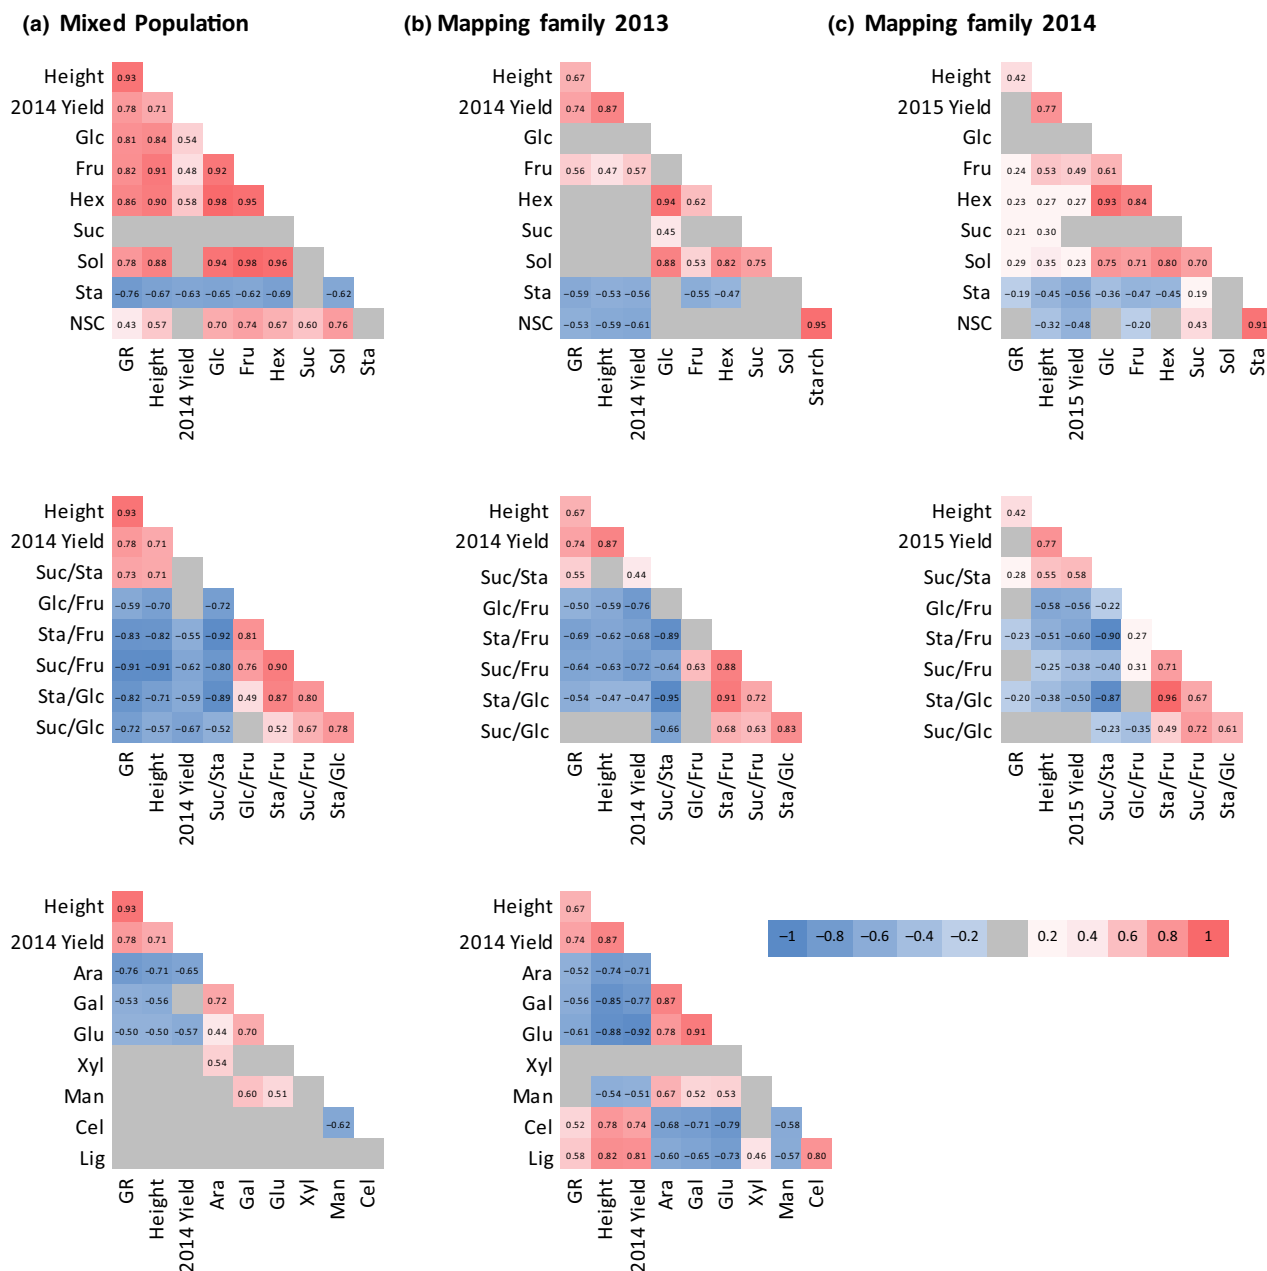 (a) Mixed Population
(b) Mapping family 2013
(c) Mapping family 2014
Height 0.93
2014 Yield 0.78 0.71
Glc 0.81 0.84 0.54
Fru 0.82 0.91 0.48 0.92
Hex 0.86 0.90 0.58 0.98 0.95
Suc
Sol 0.78 0.88 0.94 0.98 0.96
Sta −0.76 −0.67 −0.63 −0.65 −0.62 −0.69 −0.62
NSC 0.43 0.57 0.70 0.74 0.67 0.60 0.76
GR Height 2014 Yield Glc Fru Hex Suc Sol Sta
Height 0.67
2014 Yield 0.74 0.87
Glc
Fru 0.56 0.47 0.57
Hex 0.94 0.62
Suc 0.45
Sol 0.88 0.53 0.82 0.75
Sta −0.59 −0.53 −0.56 −0.55 −0.47
NSC −0.53 −0.59 −0.61 0.95
GR Height 2014 Yield Glc Fru Hex Suc Sol Starch
Height 0.42
2015 Yield 0.77
Glc
Fru 0.24 0.53 0.49 0.61
Hex 0.23 0.27 0.27 0.93 0.84
Suc 0.21 0.30
Sol 0.29 0.35 0.23 0.75 0.71 0.80 0.70
Sta −0.19 −0.45 −0.56 −0.36 −0.47 −0.45 0.19
NSC −0.32 −0.48 −0.20 0.43 0.91
GR Height 2015 Yield Glc Fru Hex Suc Sol Sta
Height 0.93
2014 Yield 0.78 0.71
Suc/Sta 0.73 0.71
Glc/Fru −0.59 −0.70 −0.72
Sta/Fru −0.83 −0.82 −0.55 −0.92 0.81
Suc/Fru −0.91 −0.91 −0.62 −0.80 0.76 0.90
Sta/Glc −0.82 −0.71 −0.59 −0.89 0.49 0.87 0.80
Suc/Glc −0.72 −0.57 −0.67 −0.52 0.52 0.67 0.78
GR Height 2014 Yield Suc/Sta Glc/Fru Sta/Fru Suc/Fru Sta/Glc
Height 0.67
2014 Yield 0.74 0.87
Suc/Sta 0.55 0.44
Glc/Fru −0.50 −0.59 −0.76
Sta/Fru −0.69 −0.62 −0.68 −0.89
Suc/Fru −0.64 −0.63 −0.72 −0.64 0.63 0.88
Sta/Glc −0.54 −0.47 −0.47 −0.95 0.91 0.72
Suc/Glc −0.66 0.68 0.63 0.83
GR Height 2014 Yield Suc/Sta Glc/Fru Sta/Fru Suc/Fru Sta/Glc
Height 0.42
2015 Yield 0.77
Suc/Sta 0.28 0.55 0.58
Glc/Fru −0.58 −0.56 −0.22
Sta/Fru −0.23 −0.51 −0.60 −0.90 0.27
Suc/Fru −0.25 −0.38 −0.40 0.31 0.71
Sta/Glc −0.20 −0.38 −0.50 −0.87 0.96 0.67
Suc/Glc −0.23 −0.35 0.49 0.72 0.61
GR Height 2015 Yield Suc/Sta Glc/Fru Sta/Fru Suc/Fru Sta/Glc
Height 0.93
2014 Yield 0.78 0.71
Ara −0.76 −0.71 −0.65
Gal −0.53 −0.56 0.72
Glu −0.50 −0.50 −0.57 0.44 0.70
Xyl 0.54
Man 0.60 0.51
Cel −0.62
Lig
GR Height 2014 Yield Ara Gal Glu Xyl Man Cel
Height 0.67
2014 Yield 0.74 0.87
Ara −0.52 −0.74 −0.71
Gal −0.56 −0.85 −0.77 0.87
Glu −0.61 −0.88 −0.92 0.78 0.91
Xyl
Man −0.54 −0.51 0.67 0.52 0.53
Cel 0.52 0.78 0.74 −0.68 −0.71 −0.79 −0.58
Lig 0.58 0.82 0.81 −0.60 −0.65 −0.73 0.46 −0.57 0.80
GR Height 2014 Yield Ara Gal Glu Xyl Man Cel
−1 −0.8 −0.6 −0.4 −0.2 0.2 0.4 0.6 0.8 1